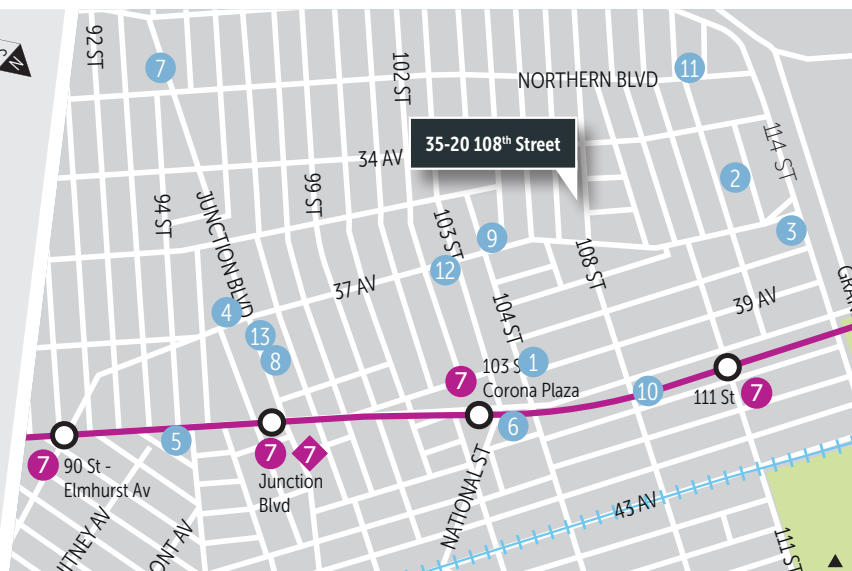 92 ST
7
102 ST
NORTHERN BLVD
11
N
35-20 108th Street
34 AV
114 ST
2
94 ST
JUNCTION BLVD
99 ST
103 ST
9
3
12
108 ST
37 AV
104 ST
39 AV
4
13
8
1
103 S
Corona Plaza
7
10
111 St
7
5
6
7
90 St -
Elmhurst Av
7
7
Junction
Blvd
NATIONAL ST
43 AV
111 ST